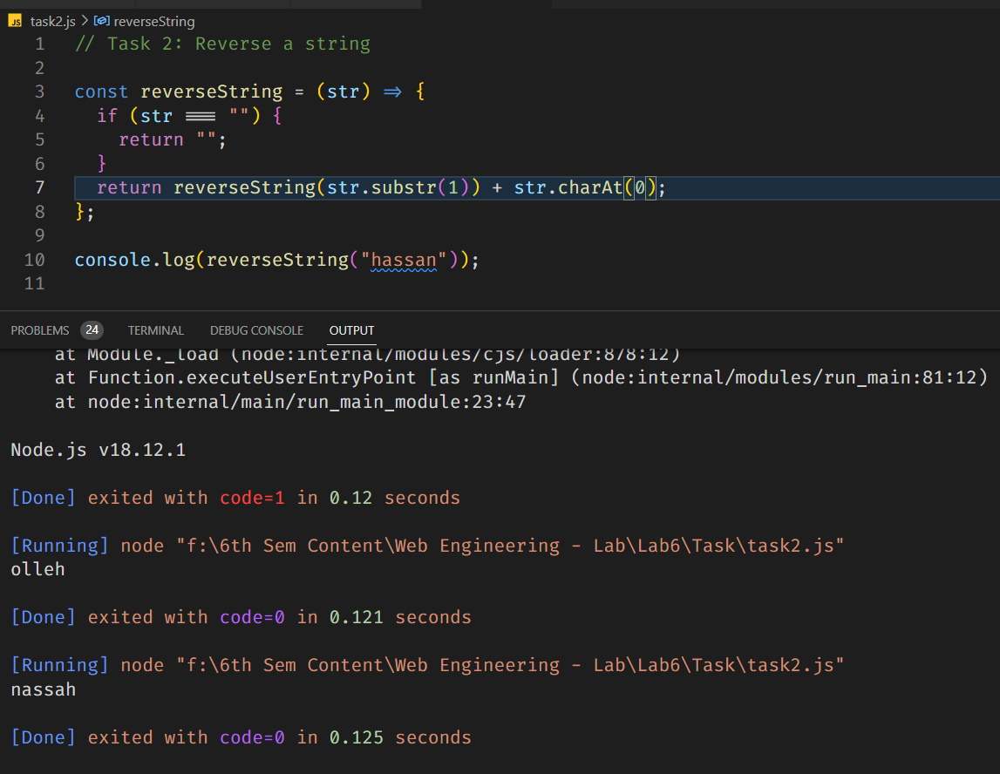 JS task2.js > reverseString
1 // Task 2: Reverse a string
2
3 const reverseString = (str) => {
4 if (str === "") {
5 return "";
6 }
7 return reverseString(str.substr(1)) + str.charAt(0);
8 };
9
10 console.log(reverseString("hassan"));
11
PROBLEMS 24 TERMINAL DEBUG CONSOLE OUTPUT
at Module._load (node:internal/modules/cjs/loader:878:12)
at Function.executeUserEntryPoint [as runMain] (node:internal/modules/run_main:81:12)
at node:internal/main/run_main_module:23:47
Node.js v18.12.1
[Done] exited with code=1 in 0.12 seconds
[Running] node "f:\6th Sem Content\Web Engineering - Lab\Lab6\Task\task2.js"
olleh
[Done] exited with code=0 in 0.121 seconds
[Running] node "f:\6th Sem Content\Web Engineering - Lab\Lab6\Task\task2.js"
nassah
[Done] exited with code=0 in 0.125 seconds